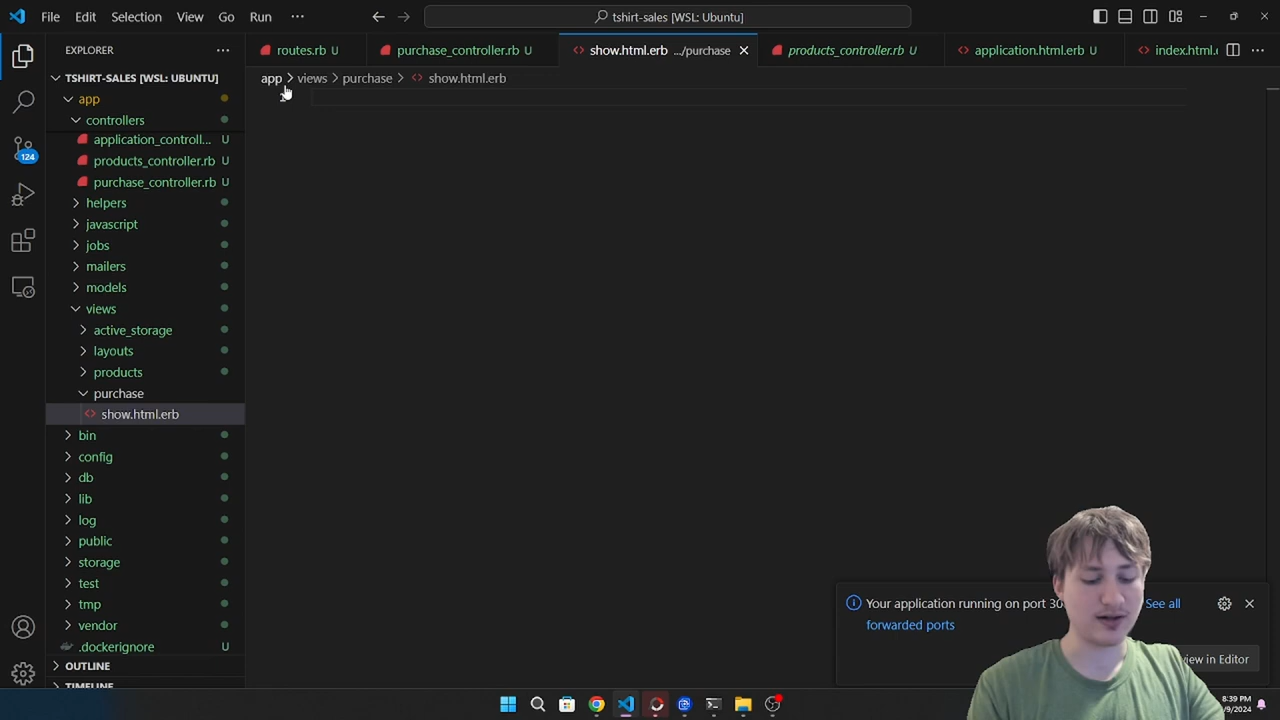 File Edit Selection View Go Run ··· tshirt-sales [WSL: Ubuntu]
EXPLORER ···
routes.rb U purchase_controller.rb U show.html.erb .../purchase products_controller.rb U application.html.erb U index.html.
app > views > purchase > show.html.erb
TSHIRT-SALES [WSL: UBUNTU]
app
controllers
application_controll... U
products_controller.rb U
purchase_controller.rb U
helpers
javascript
jobs
mailers
models
views
active_storage
layouts
products
purchase
show.html.erb
bin
config
db
lib
log
public
storage
test
tmp
vendor
.dockerignore U
OUTLINE
TIMELINE
124
Your application running on port 30 See all
forwarded ports
view in Editor
8:39 PM
/9/2024